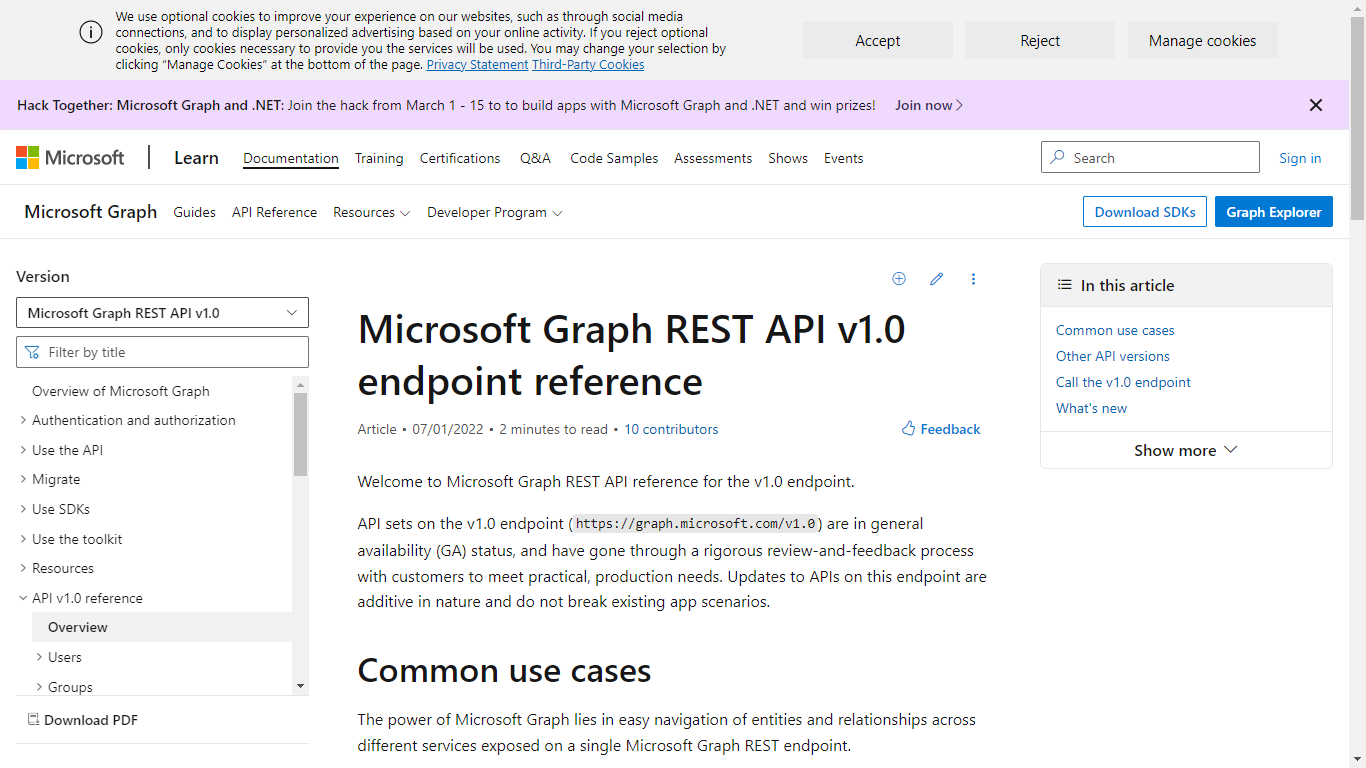 We use optional cookies to improve your experience on our websites, such as through social media
connections, and to display personalized advertising based on your online activity. If you reject optional
cookies, only cookies necessary to provide you the services will be used. You may change your selection by
clicking “Manage Cookies” at the bottom of the page. Privacy Statement Third-Party Cookies
Accept
Reject
Manage cookies
Hack Together: Microsoft Graph and .NET: Join the hack from March 1 - 15 to to build apps with Microsoft Graph and .NET and win prizes! Join now
Microsoft
Learn
Documentation
Training
Certifications
Q&A
Code Samples
Assessments
Shows
Events
Search
Sign in
Microsoft Graph
Guides
API Reference
Resources
Developer Program
Download SDKs
Graph Explorer
Version
Microsoft Graph REST API v1.0
Filter by title
Overview of Microsoft Graph
Authentication and authorization
Use the API
Migrate
Use SDKs
Use the toolkit
Resources
API v1.0 reference
Overview
Users
Groups
Download PDF
Microsoft Graph REST API v1.0
endpoint reference
Article • 07/01/2022 • 2 minutes to read • 10 contributors
Feedback
Welcome to Microsoft Graph REST API reference for the v1.0 endpoint.
API sets on the v1.0 endpoint (https://graph.microsoft.com/v1.0) are in general
availability (GA) status, and have gone through a rigorous review-and-feedback process
with customers to meet practical, production needs. Updates to APIs on this endpoint are
additive in nature and do not break existing app scenarios.
Common use cases
The power of Microsoft Graph lies in easy navigation of entities and relationships across
different services exposed on a single Microsoft Graph REST endpoint.
In this article
Common use cases
Other API versions
Call the v1.0 endpoint
What's new
Show more